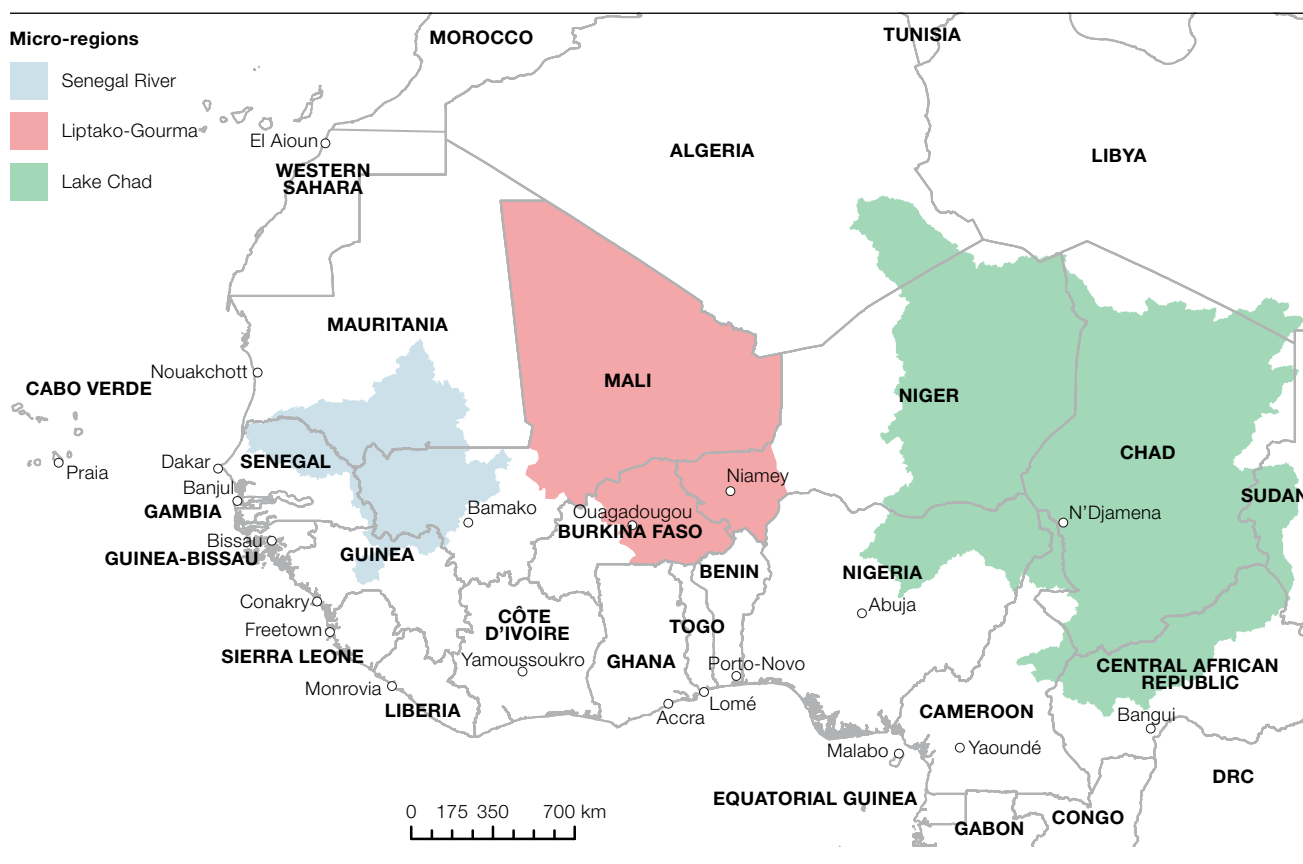 Micro-regions
Senegal River
Liptako-Gourma
Lake Chad
MOROCCO
TUNISIA
El Aioun
ALGERIA
LIBYA
WESTERN
SAHARA
MAURITANIA
Nouakchott
CABO VERDE
MALI
NIGER
Praia
Dakar
SENEGAL
CHAD
Banjul
GAMBIA
Niamey
SUDAN
Bamako
Ouagadougou
BURKINA FASO
N'Djamena
Bissau
GUINEA-BISSAU
GUINEA
BENIN
NIGERIA
Abuja
Conakry
Freetown
CÔTE
D'IVOIRE
TOGO
SIERRA LEONE
Yamoussoukro
GHANA
Porto-Novo
CENTRAL AFRICAN
REPUBLIC
Monrovia
LIBERIA
Accra
Lomé
CAMEROON
Bangui
Malabo
Yaoundé
DRC
EQUATORIAL GUINEA
GABON
CONGO
0 175 350 700 km